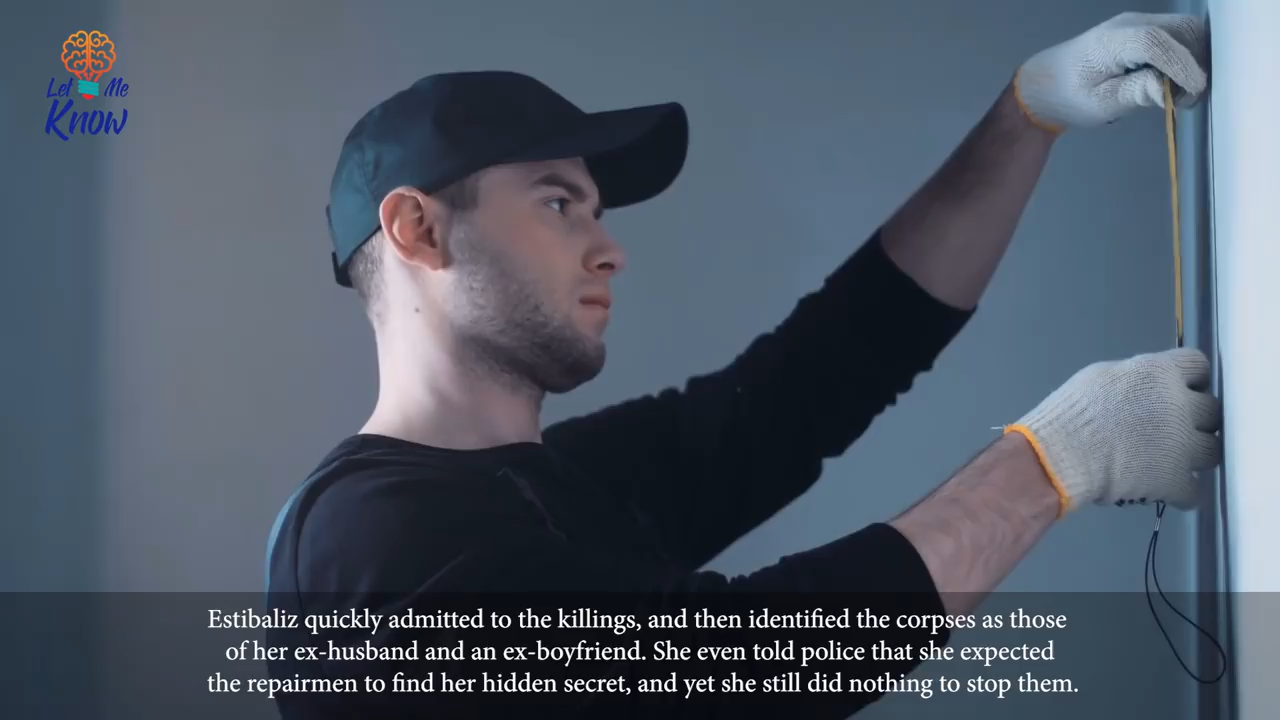 Let Me
Know
Estibaliz quickly admitted to the killings, and then identified the corpses as those
of her ex-husband and an ex-boyfriend. She even told police that she expected
the repairmen to find her hidden secret, and yet she still did nothing to stop them.